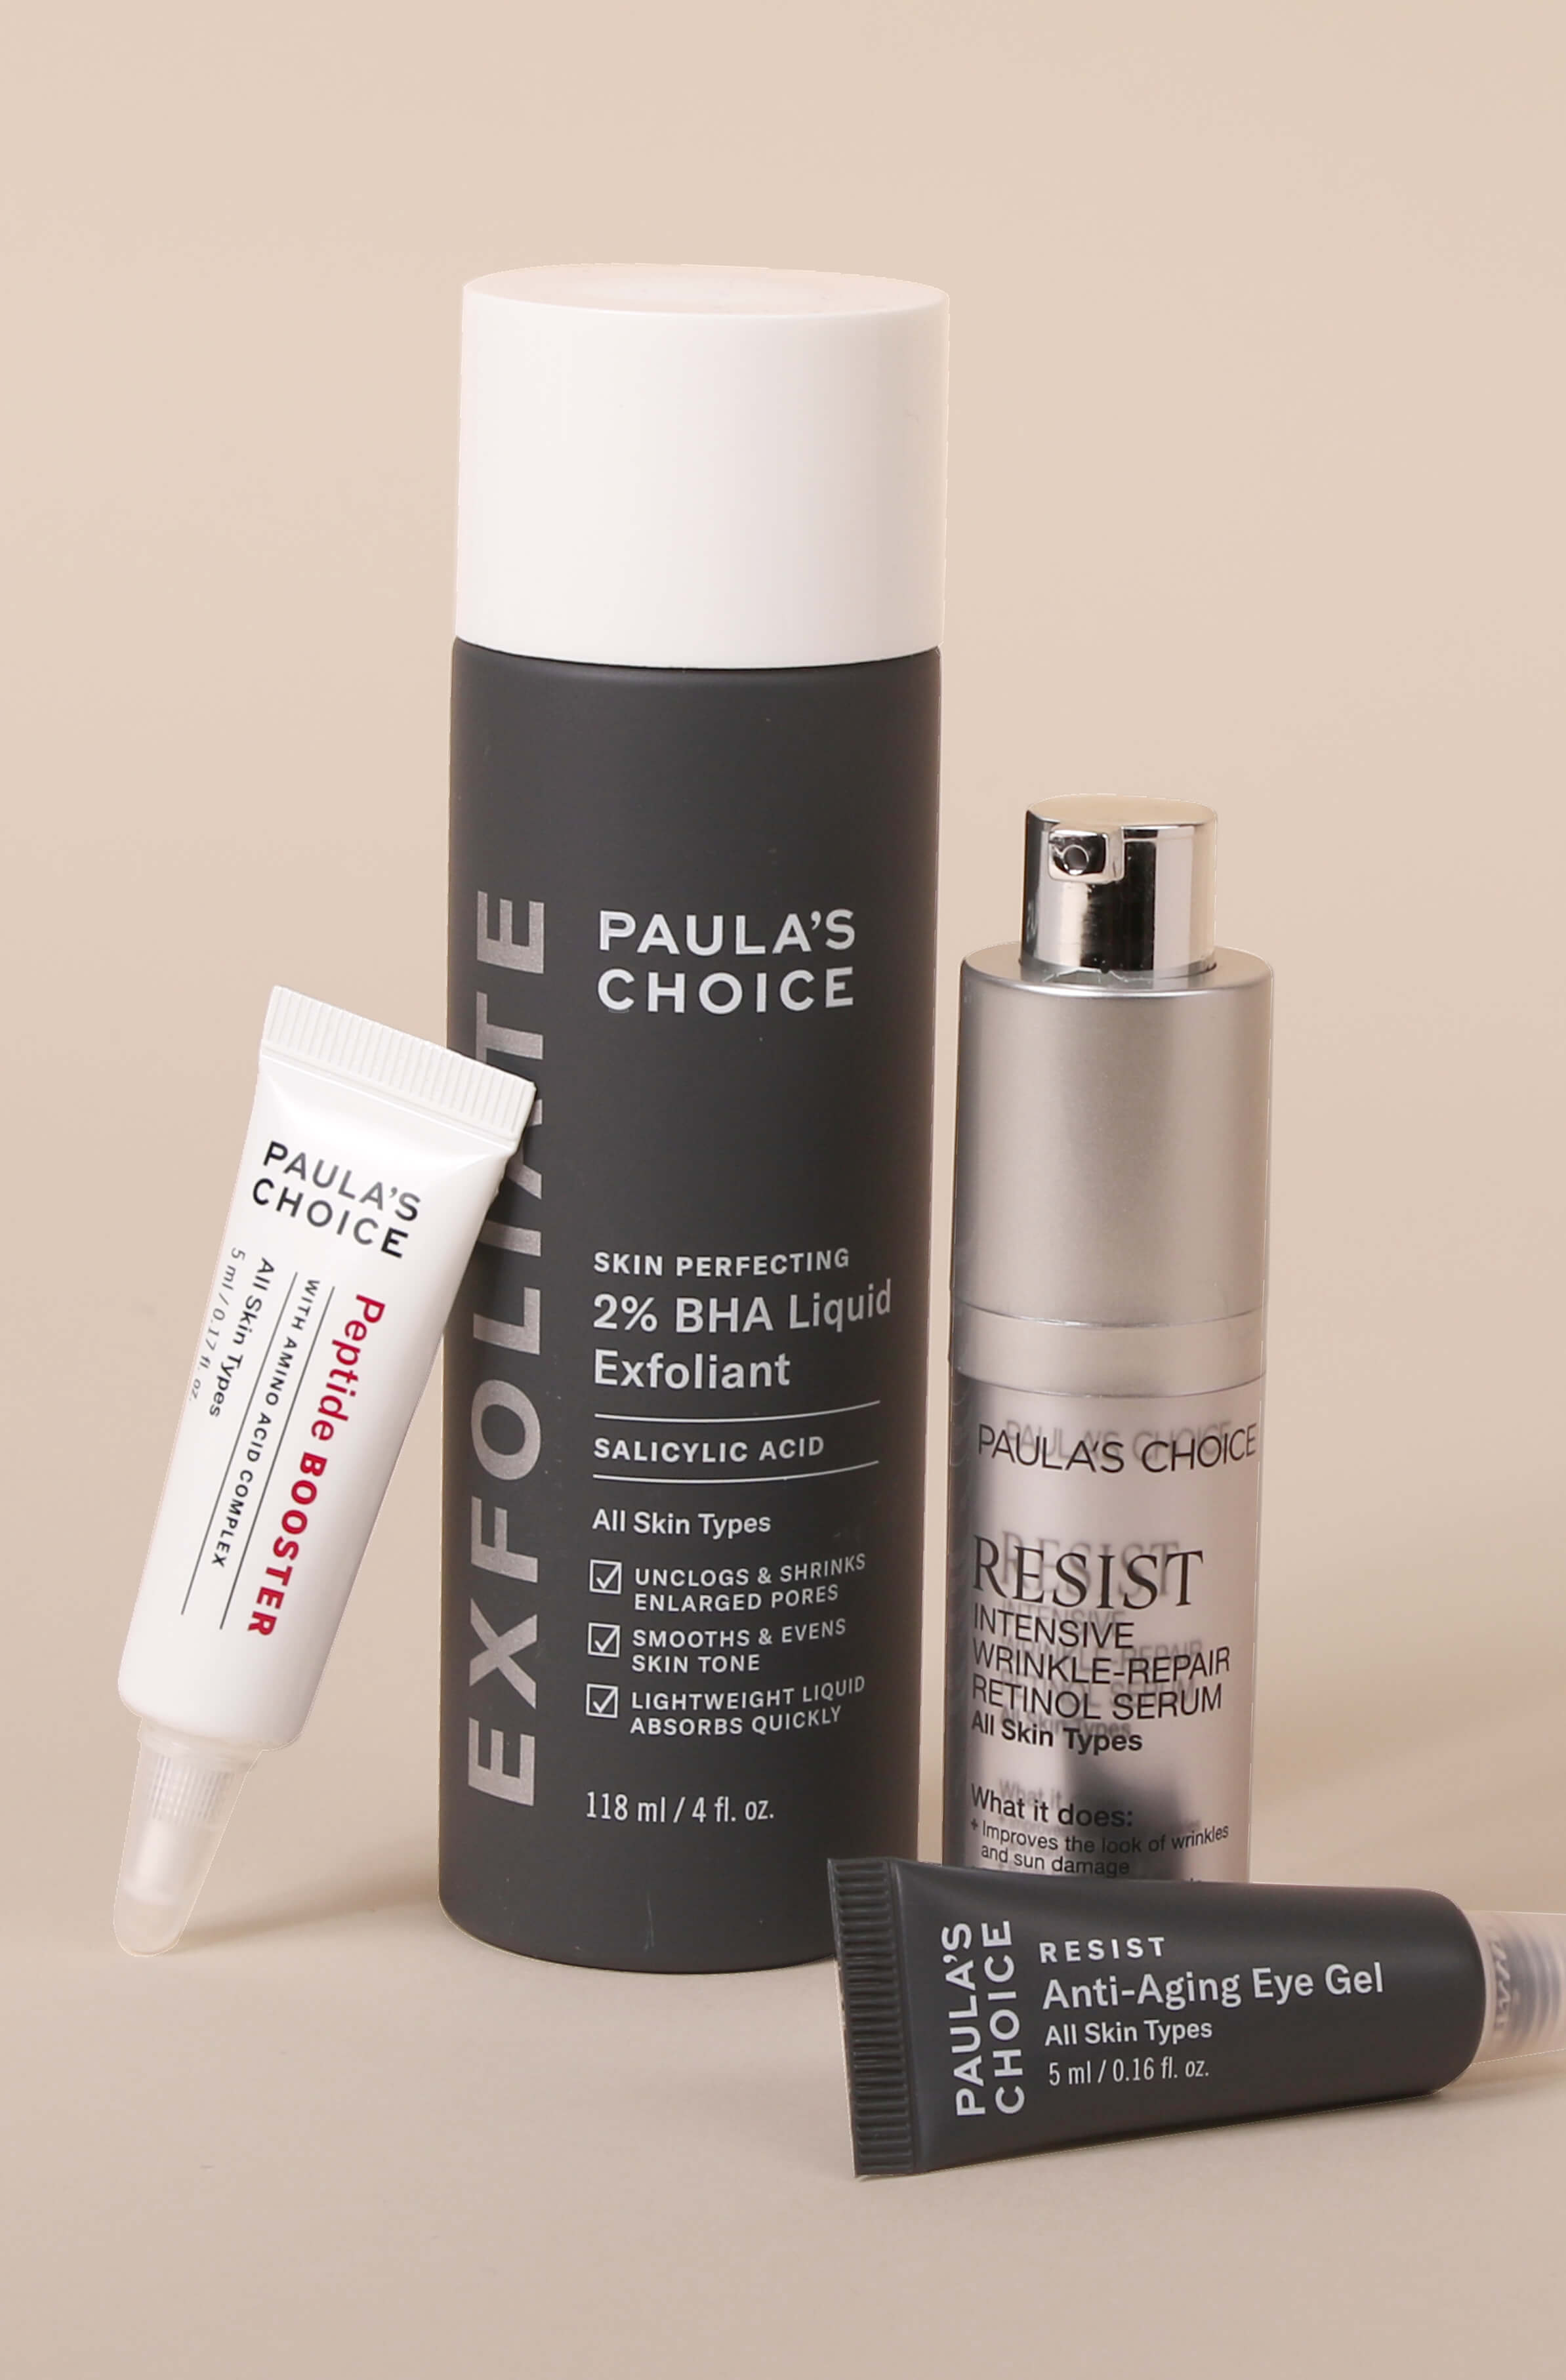 PAULA'S
CHOICE
Peptide BOOSTER
WITH AMINO ACID COMPLEX
All Skin Types
5 ml / 0.17 fl. oz.
EXFOLIATE
PAULA'S
CHOICE
SKIN PERFECTING
2% BHA Liquid
Exfoliant
SALICYLIC ACID
All Skin Types
UNCLOGS & SHRINKS
ENLARGED PORES
SMOOTHS & EVENS
SKIN TONE
LIGHTWEIGHT LIQUID
ABSORBS QUICKLY
118 ml / 4 fl. oz.
PAULA'S CHOICE
RESIST
INTENSIVE
WRINKLE-REPAIR
RETINOL SERUM
All Skin Types
What it does:
• Improves the look of wrinkles
and sun damage
PAULA'S
CHOICE
RESIST
Anti-Aging Eye Gel
All Skin Types
5 ml / 0.16 fl. oz.